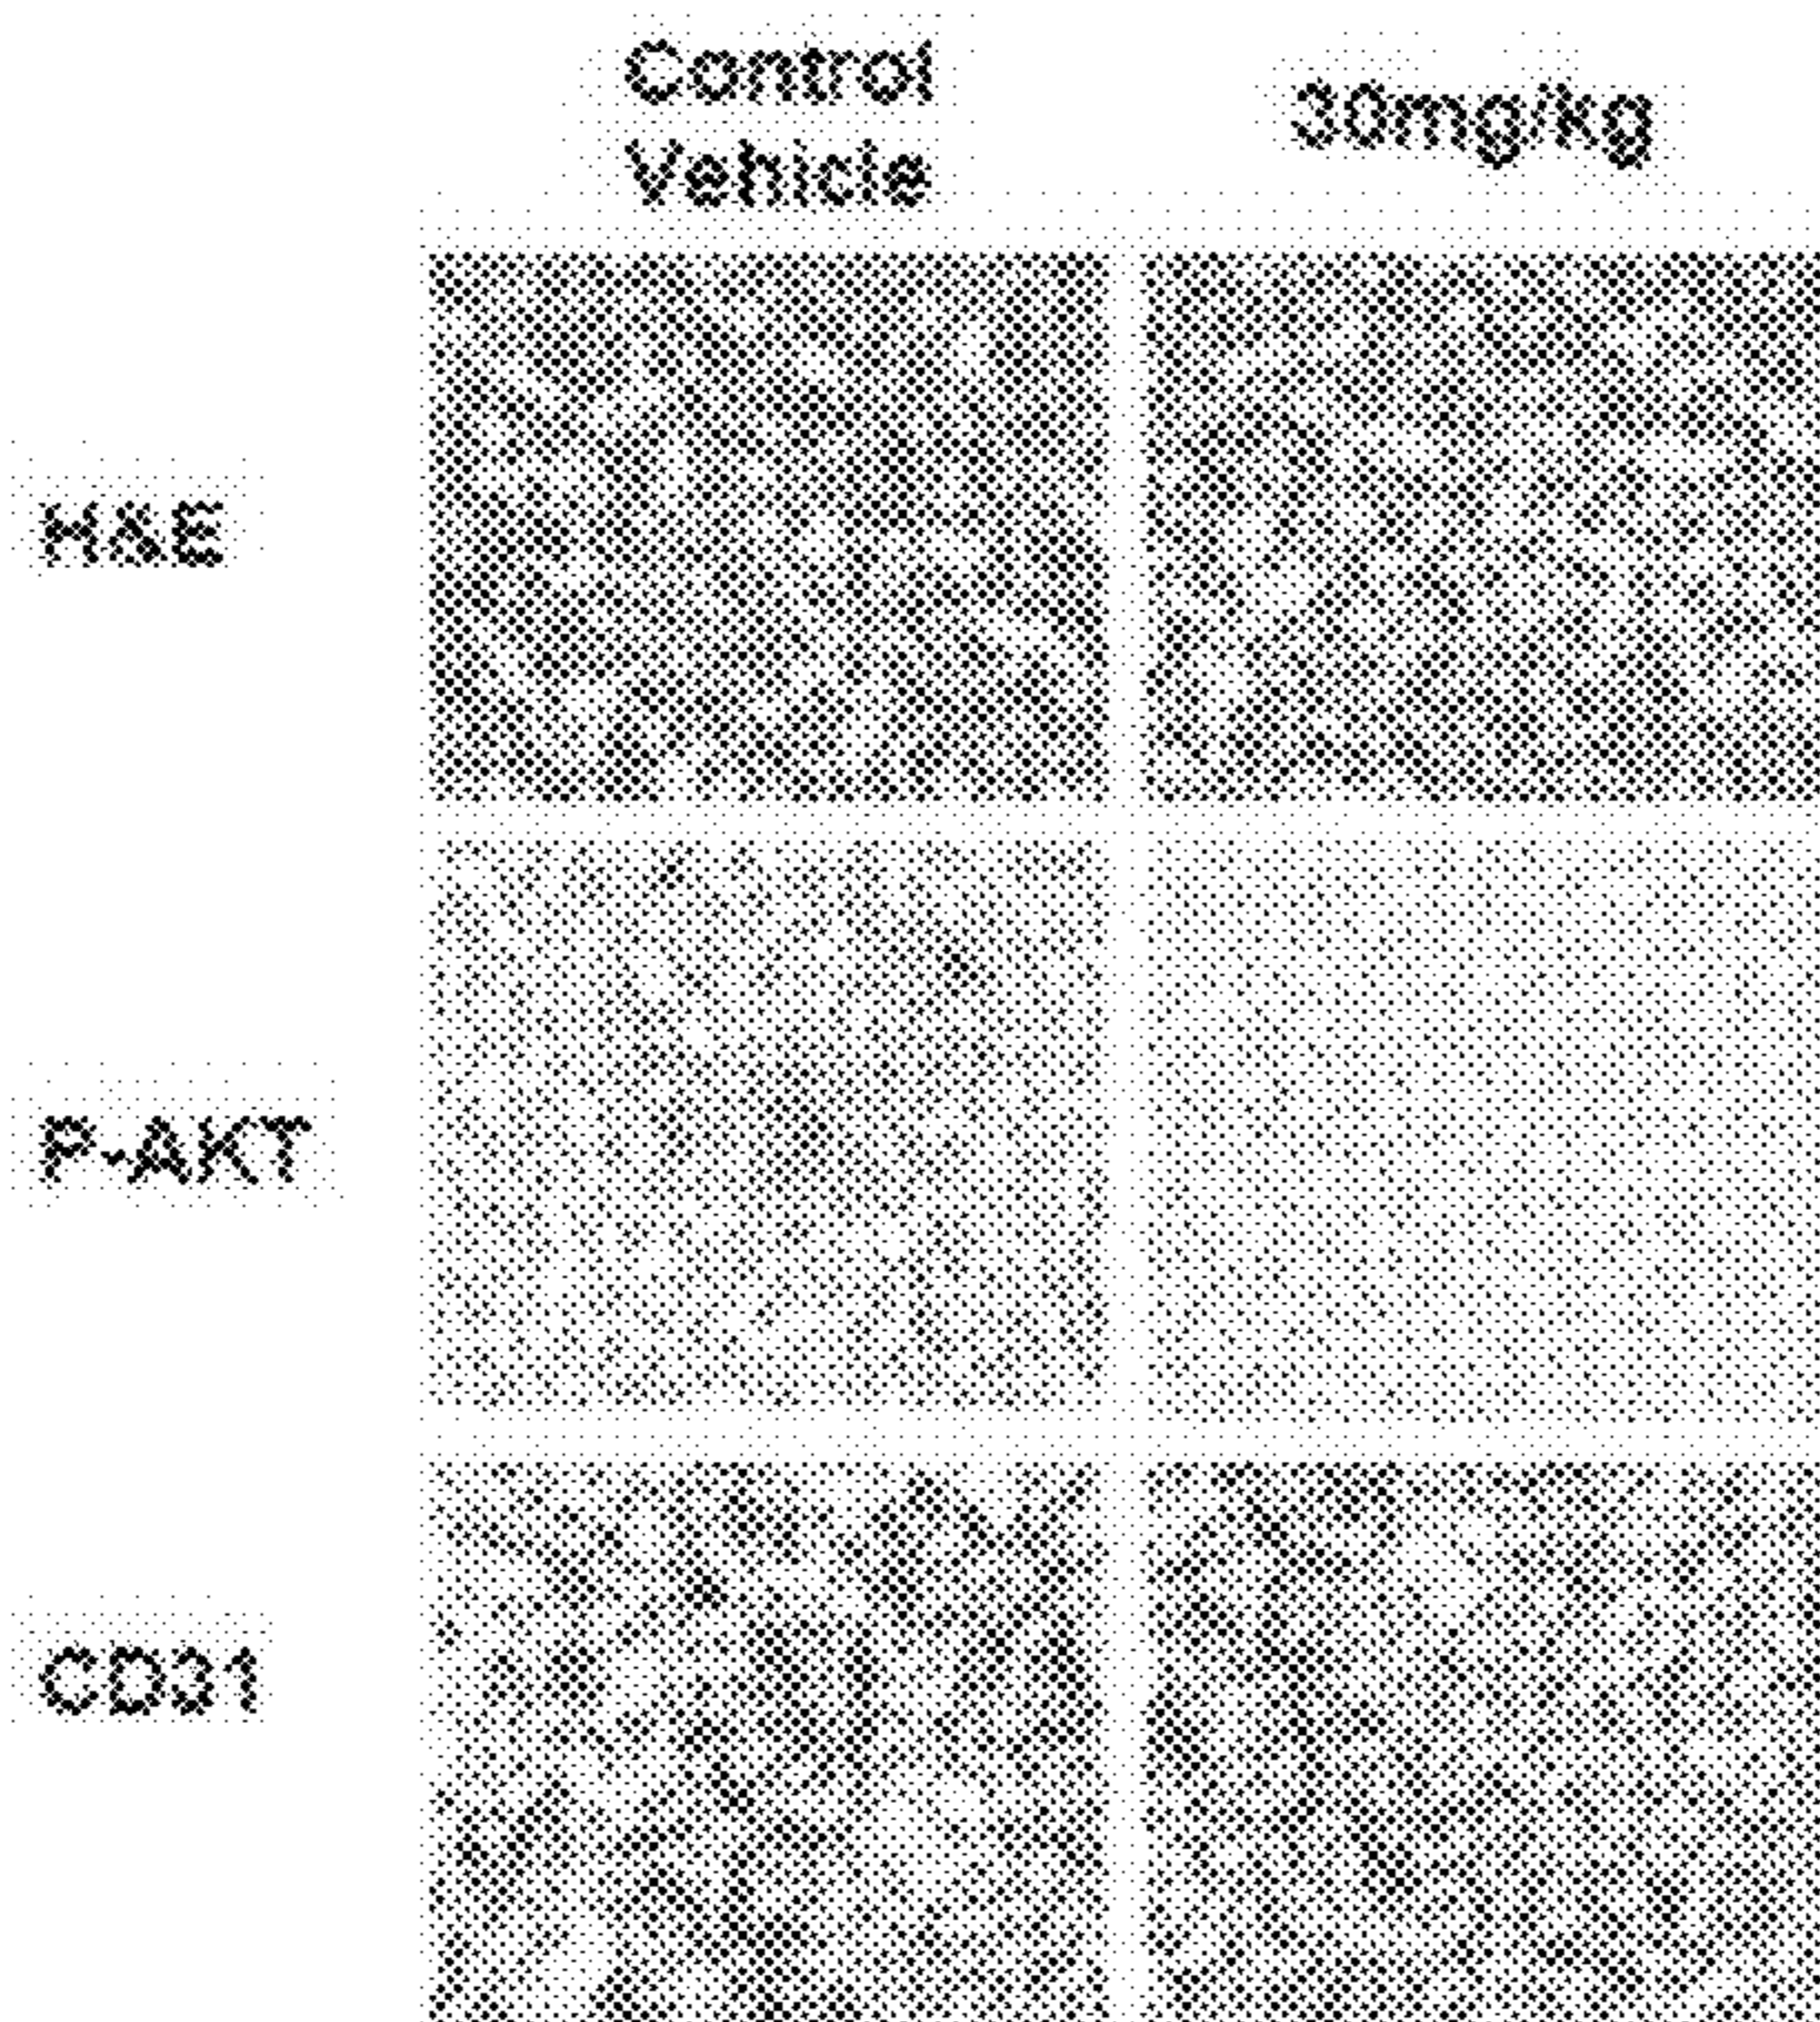 Control
Vehicle
30mg/kg
H&E
P-AKT
CD31